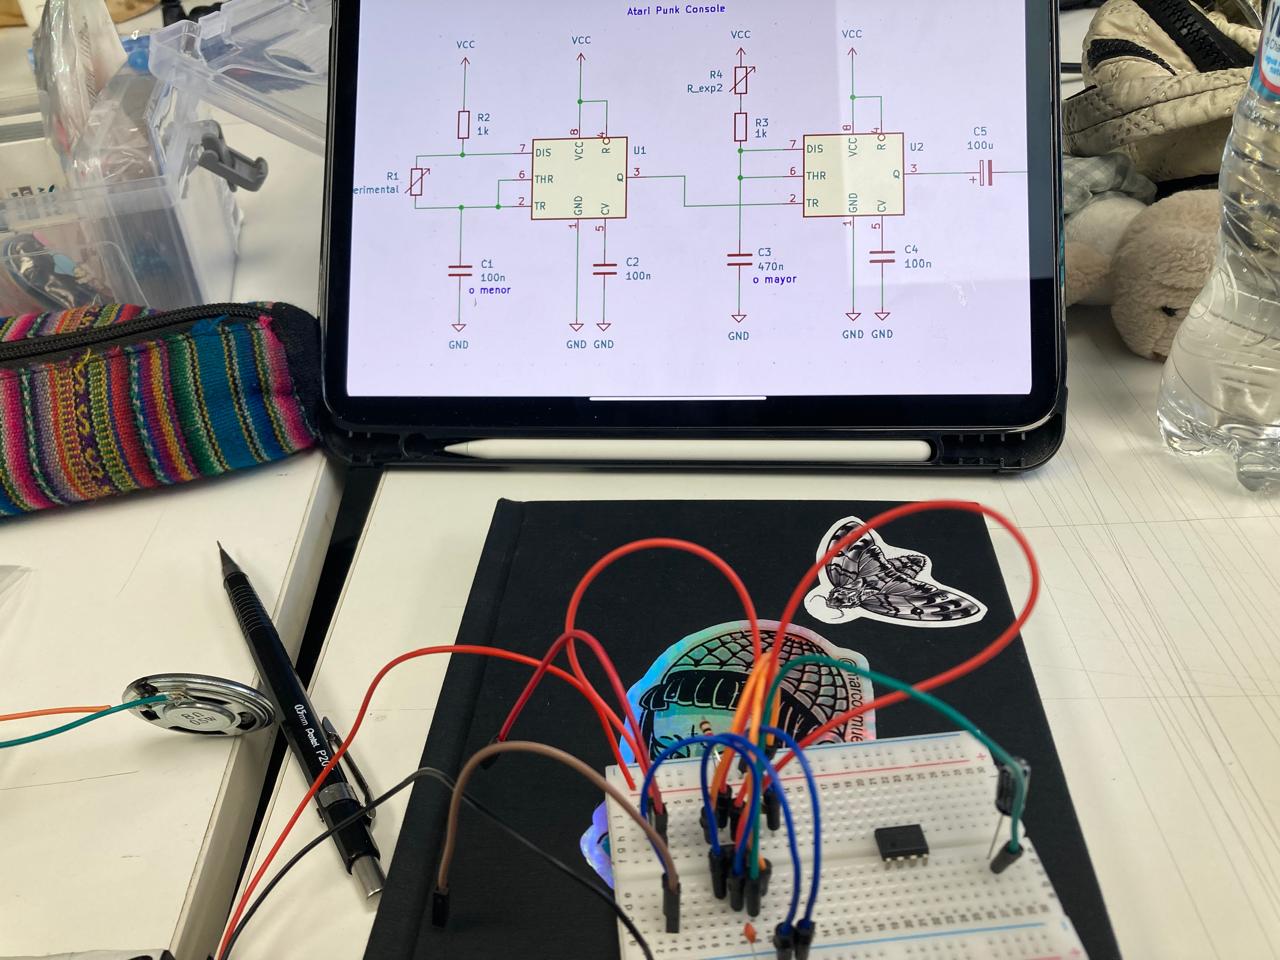 Atari Punk Console
VCC
VCC
VCC
VCC
R2
1k
R4
R_exp2
R3
1k
C5
100u
+
R1
erimental
7
DIS
6
THR
2
TR
VCC
8
R
4
U1
Q
3
GND
1
CV
5
7
DIS
6
THR
2
TR
VCC
8
R
4
U2
Q
3
GND
1
CV
5
C1
100n
o menor
C2
100n
C3
470n
o mayor
C4
100n
GND
GND
GND
GND
GND
GND
0.5mm Pentel P20